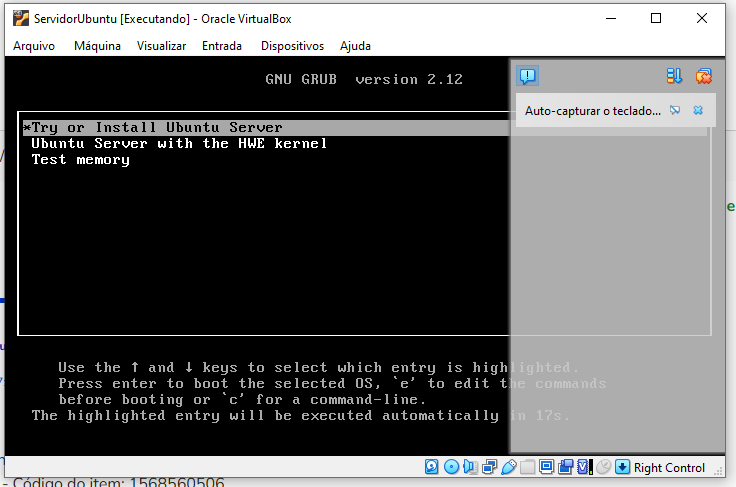 ServidorUbuntu [Executando] - Oracle VirtualBox
Arquivo Máquina Visualizar Entrada Dispositivos Ajuda
GNU GRUB version 2.12
Auto-capturar o teclado...
*Try or Install Ubuntu Server
Ubuntu Server with the HWE kernel
Test memory
Use the ↑ and ↓ keys to select which entry is highlighted.
Press enter to boot the selected OS, `e' to edit the commands
before booting or `c' for a command-line.
The highlighted entry will be executed automatically in 17s.
Right Control
- Código do item: 1568560506